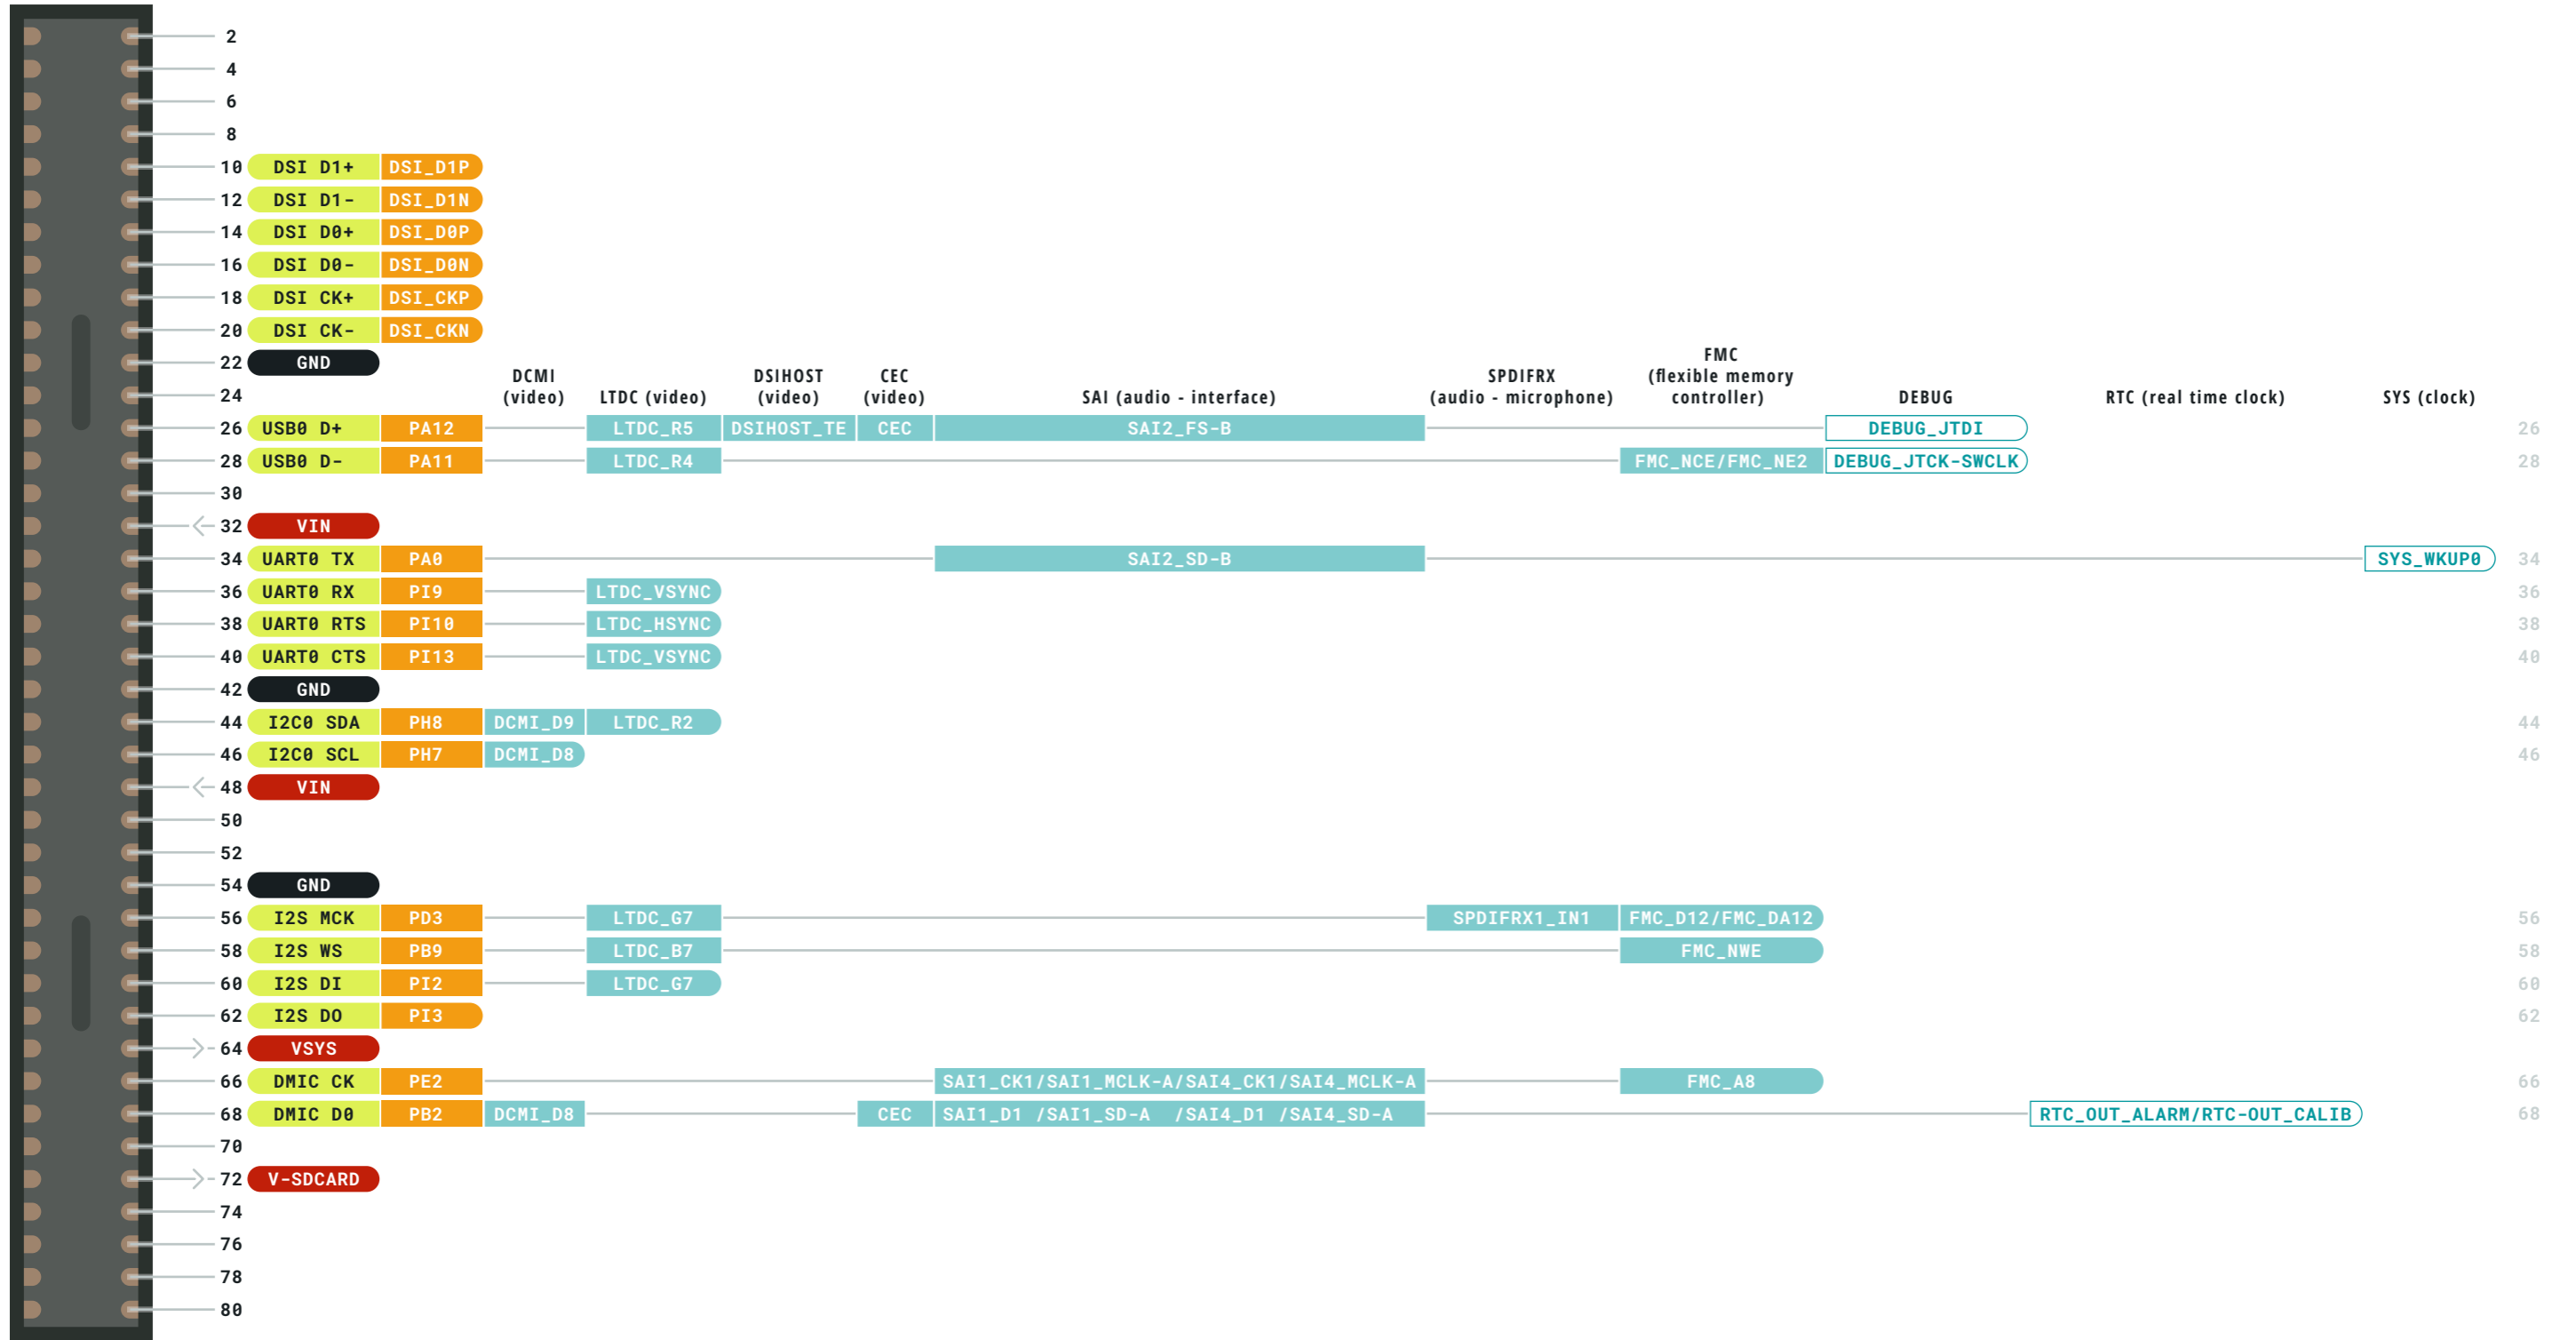 2
4
6
8
10 DSI D1+ DSI_D1P
12 DSI D1- DSI_D1N
14 DSI D0+ DSI_D0P
16 DSI D0- DSI_D0N
18 DSI CK+ DSI_CKP
20 DSI CK- DSI_CKN
22 GND
24
DCMI (video)
LTDC (video)
DSIHOST (video)
CEC (video)
SAI (audio - interface)
SPDIFRX (audio - microphone)
FMC (flexible memory controller)
DEBUG
RTC (real time clock)
SYS (clock)
26 USB0 D+ PA12 LTDC_R5 DSIHOST_TE CEC SAI2_FS-B DEBUG_JTDI 26
28 USB0 D- PA11 LTDC_R4 FMC_NCE/FMC_NE2 DEBUG_JTCK-SWCLK 28
30
32 VIN
34 UART0 TX PA0 SAI2_SD-B SYS_WKUP0 34
36 UART0 RX PI9 LTDC_VSYNC 36
38 UART0 RTS PI10 LTDC_HSYNC 38
40 UART0 CTS PI13 LTDC_VSYNC 40
42 GND
44 I2C0 SDA PH8 DCMI_D9 LTDC_R2 44
46 I2C0 SCL PH7 DCMI_D8 46
48 VIN
50
52
54 GND
56 I2S MCK PD3 LTDC_G7 SPDIFRX1_IN1 FMC_D12/FMC_DA12 56
58 I2S WS PB9 LTDC_B7 FMC_NWE 58
60 I2S DI PI2 LTDC_G7 60
62 I2S DO PI3 62
64 VSYS
66 DMIC CK PE2 SAI1_CK1/SAI1_MCLK-A/SAI4_CK1/SAI4_MCLK-A FMC_A8 66
68 DMIC D0 PB2 DCMI_D8 CEC SAI1_D1 /SAI1_SD-A /SAI4_D1 /SAI4_SD-A RTC_OUT_ALARM/RTC-OUT_CALIB 68
70
72 V-SDCARD
74
76
78
80